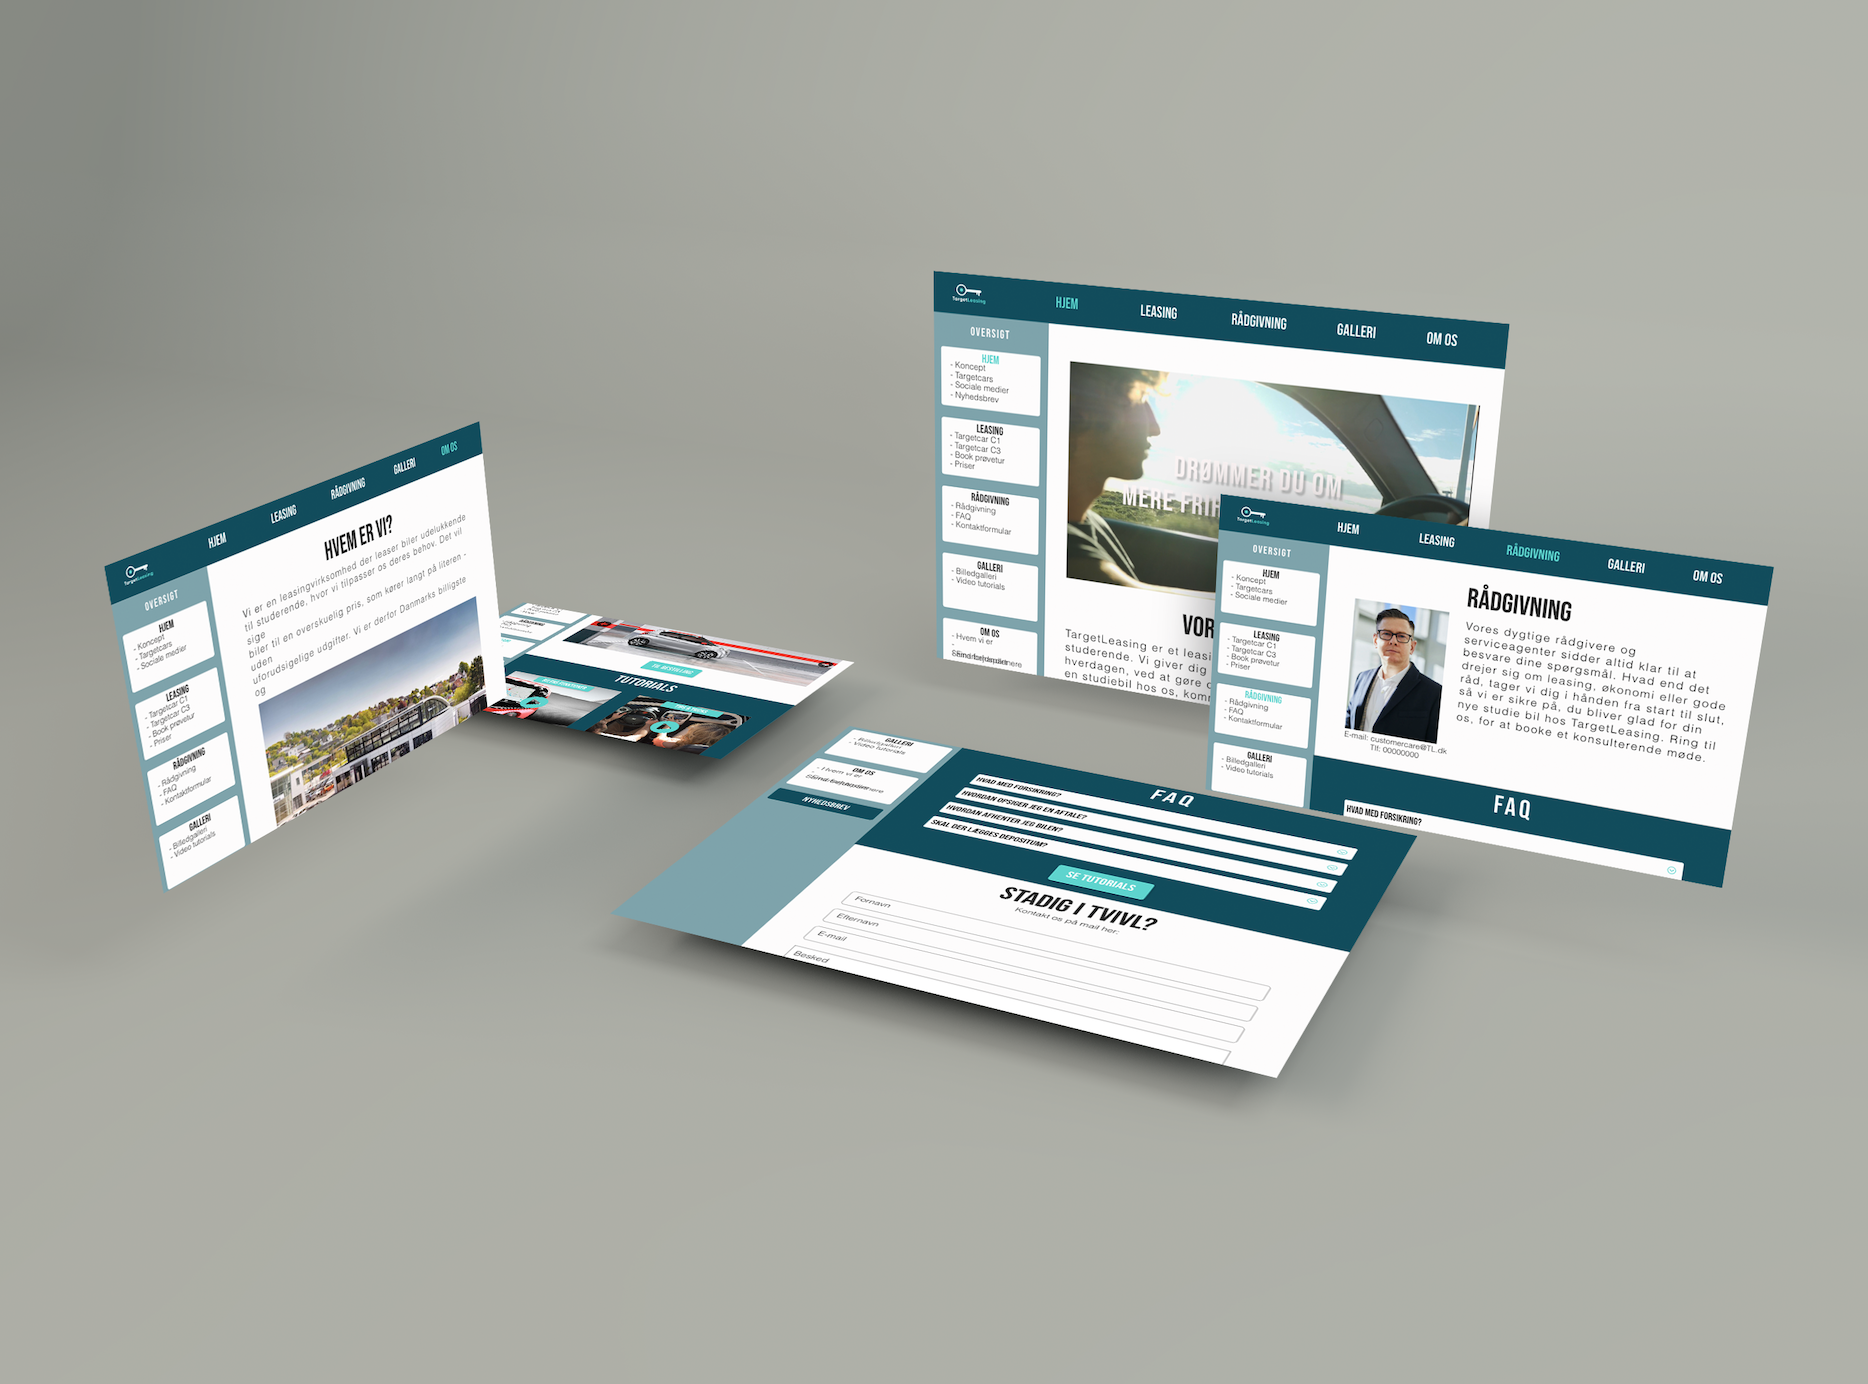 TargetLeasing
HJEM
LEASING
RÅDGIVNING
GALLERI
OM OS
OVERSIGT
HJEM
- Koncept
- Targetcars
- Sociale medier
LEASING
- Targetcar C1
- Targetcar C3
- Book prøvetur
- Priser
RÅDGIVNING
- Rådgivning
- FAQ
- Kontaktformular
GALLERI
- Billedgalleri
- Video tutorials
HVEM ER VI?
Vi er en leasingvirksomhed der leaser biler udelukkende
til studerende, hvor vi tilpasser os deres behov. Det vil
sige
biler til en overskuelig pris, som kører langt på literen -
uden
uforudsigelige udgifter. Vi er derfor Danmarks billigste
og
RÅDGIVNING
TIL BESTILLING
TUTORIALS
TargetLeasing
HJEM
LEASING
RÅDGIVNING
GALLERI
OM OS
OVERSIGT
HJEM
- Koncept
- Targetcars
- Sociale medier
- Nyhedsbrev
LEASING
- Targetcar C1
- Targetcar C3
- Book prøvetur
- Priser
RÅDGIVNING
- Rådgivning
- FAQ
- Kontaktformular
GALLERI
- Billedgalleri
- Video tutorials
OM OS
- Hvem vi er
DRØMMER DU OM
MERE FRIH
VOR
TargetLeasing er et leasi
studerende. Vi giver dig
hverdagen, ved at gøre
en studiebil hos os, kom
TargetLeasing
HJEM
LEASING
RÅDGIVNING
GALLERI
OM OS
OVERSIGT
HJEM
- Koncept
- Targetcars
- Sociale medier
LEASING
- Targetcar C1
- Targetcar C3
- Book prøvetur
- Priser
RÅDGIVNING
- Rådgivning
- FAQ
- Kontaktformular
GALLERI
- Billedgalleri
- Video tutorials
RÅDGIVNING
Vores dygtige rådgivere og
serviceagenter sidder altid klar til at
besvare dine spørgsmål. Hvad end det
drejer sig om leasing, økonomi eller gode
råd, tager vi dig i hånden fra start til slut,
så vi er sikre på, du bliver glad for din
nye studie bil hos TargetLeasing. Ring til
os, for at booke et konsulterende møde.
E-mail: customercare@TL.dk
Tlf: 00000000
FAQ
HVAD MED FORSIKRING?
GALLERI
- Billedgalleri
- Video tutorials
OM OS
- Hvem vi er
NYHEDSBREV
FAQ
HVAD MED FORSIKRING?
HVORDAN OPSIGER JEG EN AFTALE?
HVORDAN AFHENTER JEG BILEN?
SKAL DER LÆGGES DEPOSITUM?
SE TUTORIALS
STADIG I TVIVL?
Kontakt os på mail her:
Fornavn
Efternavn
E-mail
Besked